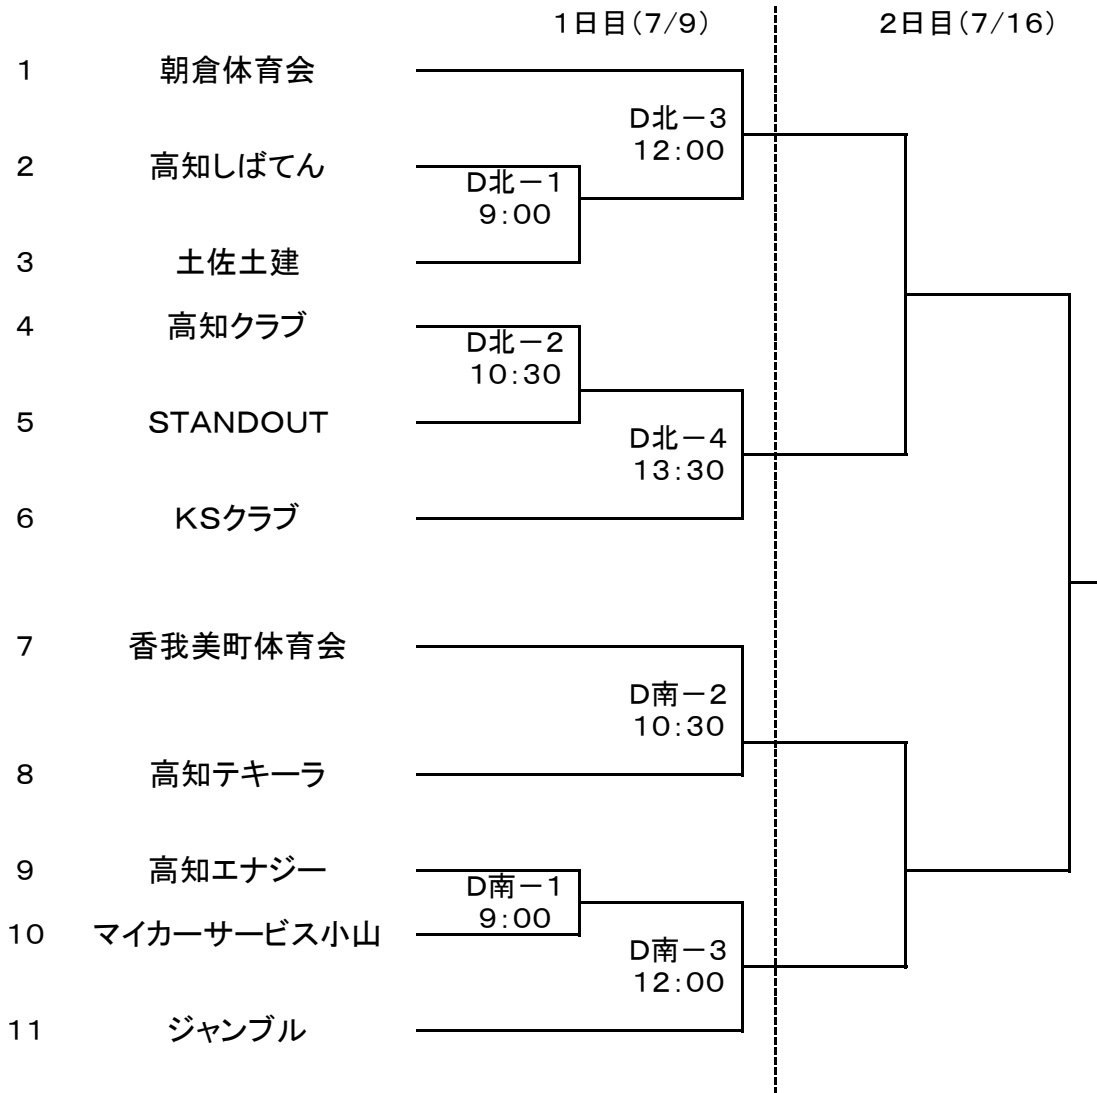 １日目（７／９） ２日目（７／１６）
１ 朝倉体育会
Ｄ北－３
１２：００
２ 高知しばてん
Ｄ北－１
９：００
３ 土佐土建
４ 高知クラブ
Ｄ北－２
１０：３０
５ ＳＴＡＮＤＯＵＴ
Ｄ北－４
１３：３０
６ ＫＳクラブ
７ 香我美町体育会
Ｄ南－２
１０：３０
８ 高知テキーラ
９ 高知エナジー
Ｄ南－１
９：００
１０ マイカーサービス小山
Ｄ南－３
１２：００
１１ ジャンブル